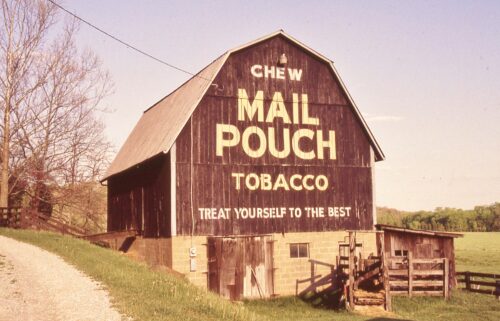 CHEW
MAIL
POUCH
TOBACCO
TREAT YOURSELF TO THE BEST